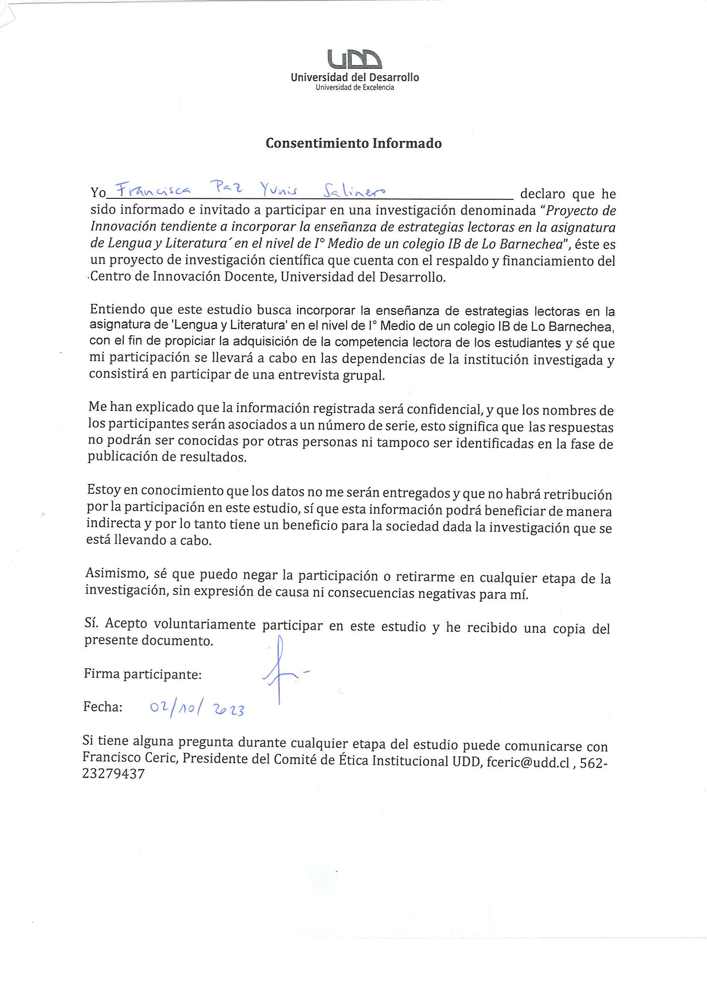 UDD
Universidad del Desarrollo
Universidad de Excelencia
Consentimiento Informado
Yo Francisca Paz Yunis Salinero declaro que he
sido informado e invitado a participar en una investigación denominada “Proyecto de
Innovación tendiente a incorporar la enseñanza de estrategias lectoras en la asignatura
de Lengua y Literatura´ en el nivel de I° Medio de un colegio IB de Lo Barnechea”, éste es
un proyecto de investigación científica que cuenta con el respaldo y financiamiento del
Centro de Innovación Docente, Universidad del Desarrollo.
Entiendo que este estudio busca incorporar la enseñanza de estrategias lectoras en la
asignatura de 'Lengua y Literatura' en el nivel de I° Medio de un colegio IB de Lo Barnechea,
con el fin de propiciar la adquisición de la competencia lectora de los estudiantes y sé que
mi participación se llevará a cabo en las dependencias de la institución investigada y
consistirá en participar de una entrevista grupal.
Me han explicado que la información registrada será confidencial, y que los nombres de
los participantes serán asociados a un número de serie, esto significa que las respuestas
no podrán ser conocidas por otras personas ni tampoco ser identificadas en la fase de
publicación de resultados.
Estoy en conocimiento que los datos no me serán entregados y que no habrá retribución
por la participación en este estudio, sí que esta información podrá beneficiar de manera
indirecta y por lo tanto tiene un beneficio para la sociedad dada la investigación que se
está llevando a cabo.
Asimismo, sé que puedo negar la participación o retirarme en cualquier etapa de la
investigación, sin expresión de causa ni consecuencias negativas para mí.
Sí. Acepto voluntariamente participar en este estudio y he recibido una copia del
presente documento.
Firma participante:
Fecha: 02/10/2023
Si tiene alguna pregunta durante cualquier etapa del estudio puede comunicarse con
Francisco Ceric, Presidente del Comité de Ética Institucional UDD, fceric@udd.cl , 562-
23279437